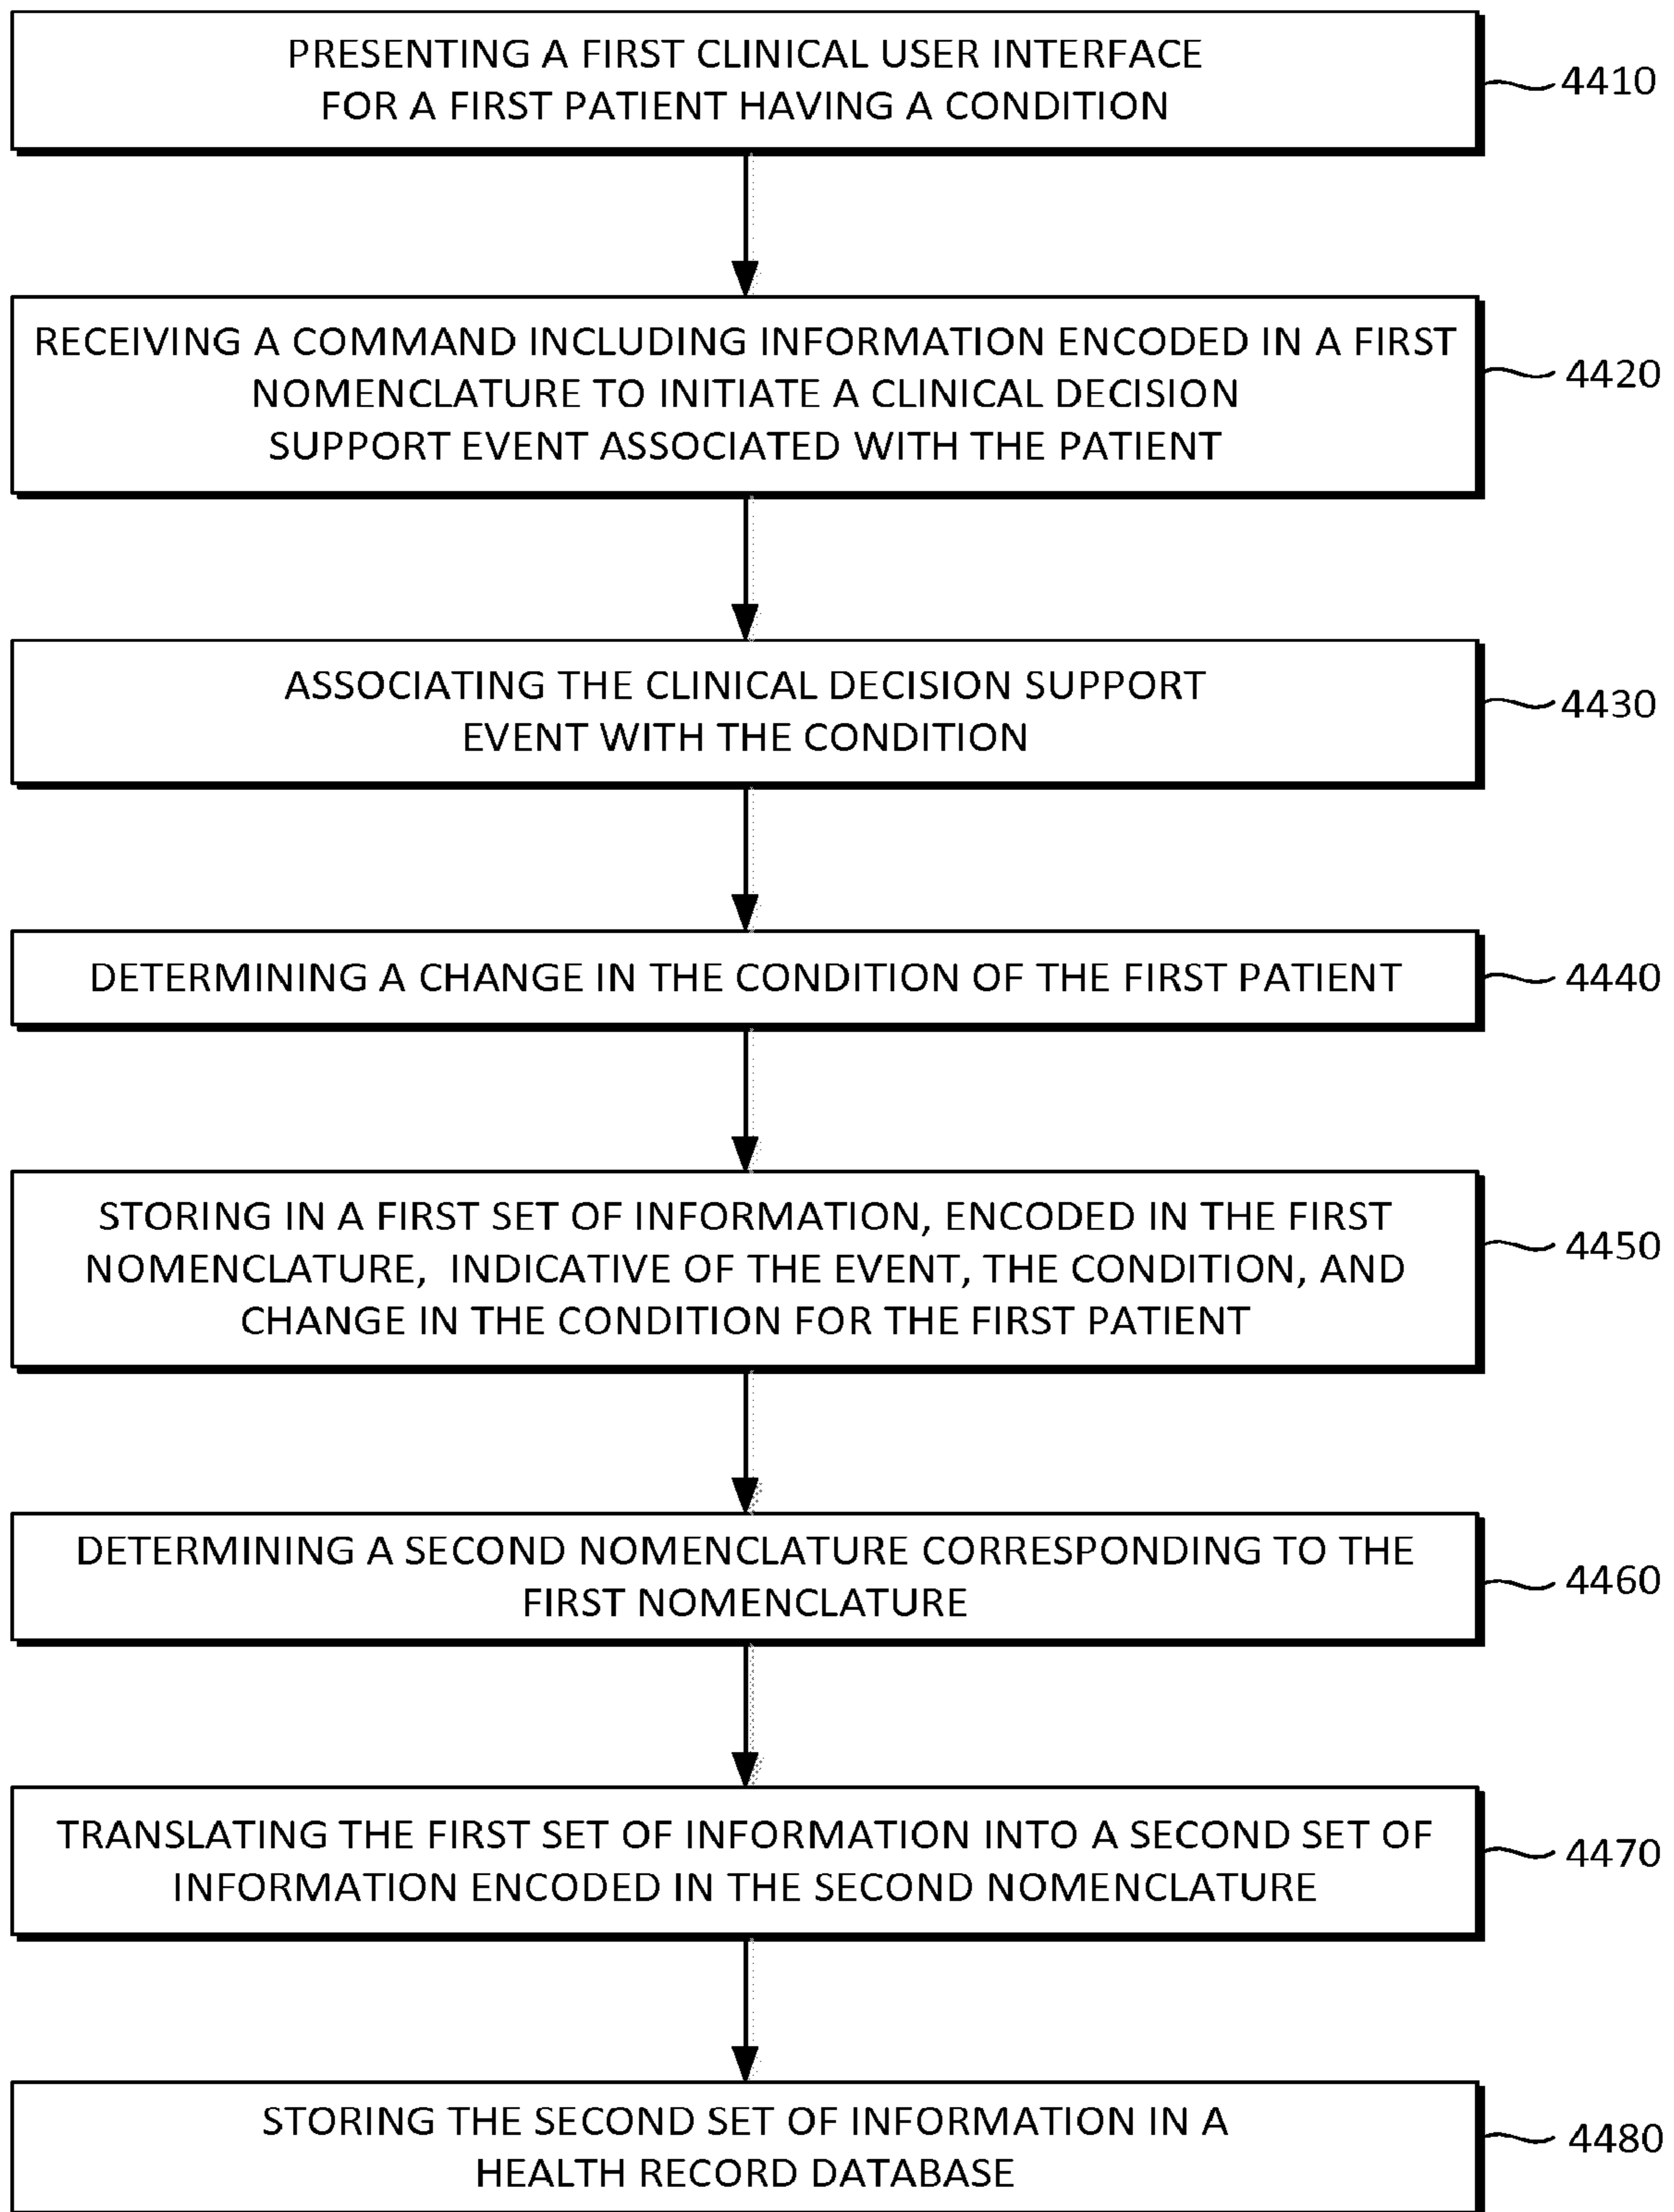 PRESENTING A FIRST CLINICAL USER INTERFACE
FOR A FIRST PATIENT HAVING A CONDITION
4410
RECEIVING A COMMAND INCLUDING INFORMATION ENCODED IN A FIRST
NOMENCLATURE TO INITIATE A CLINICAL DECISION
SUPPORT EVENT ASSOCIATED WITH THE PATIENT
4420
ASSOCIATING THE CLINICAL DECISION SUPPORT
EVENT WITH THE CONDITION
4430
DETERMINING A CHANGE IN THE CONDITION OF THE FIRST PATIENT
4440
STORING IN A FIRST SET OF INFORMATION, ENCODED IN THE FIRST
NOMENCLATURE, INDICATIVE OF THE EVENT, THE CONDITION, AND
CHANGE IN THE CONDITION FOR THE FIRST PATIENT
4450
DETERMINING A SECOND NOMENCLATURE CORRESPONDING TO THE
FIRST NOMENCLATURE
4460
TRANSLATING THE FIRST SET OF INFORMATION INTO A SECOND SET OF
INFORMATION ENCODED IN THE SECOND NOMENCLATURE
4470
STORING THE SECOND SET OF INFORMATION IN A
HEALTH RECORD DATABASE
4480